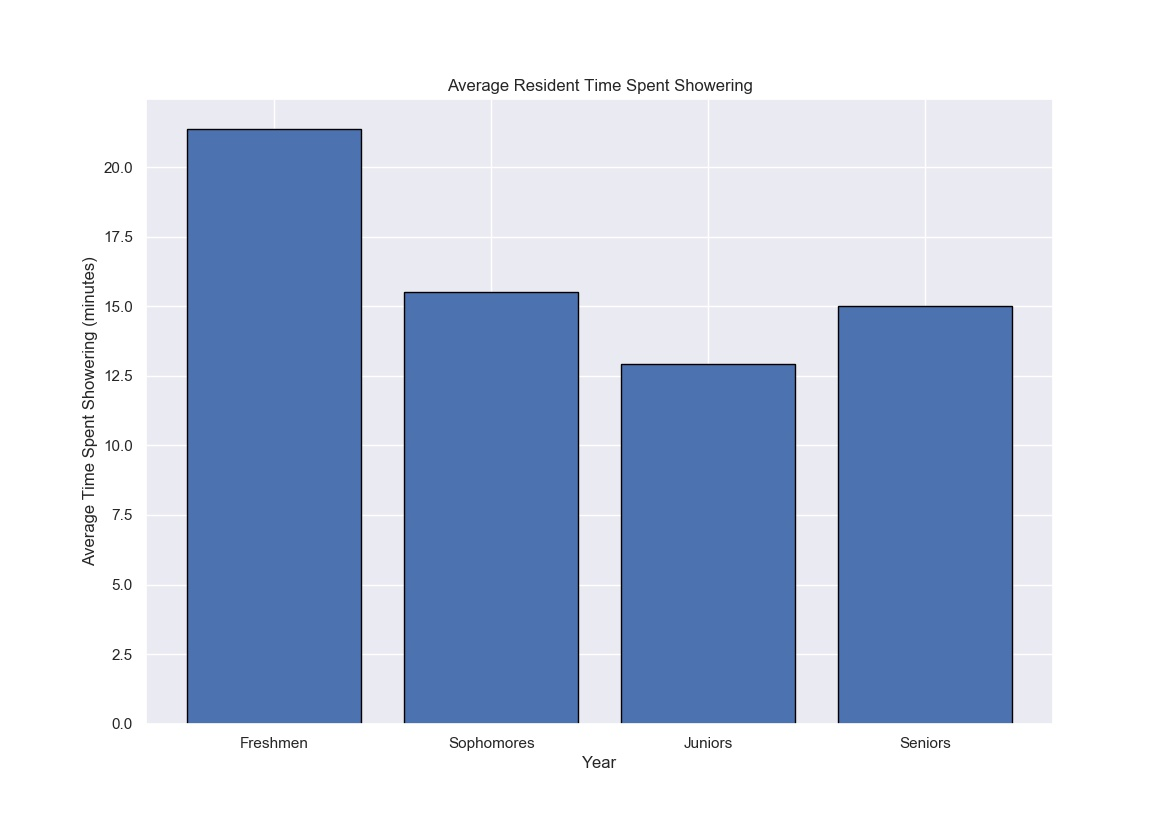 Average Resident Time Spent Showering
20.0
17.5
15.0
12.5
10.0
7.5
5.0
2.5
0.0
Average Time Spent Showering (minutes)
Freshmen Sophomores Juniors Seniors
Year